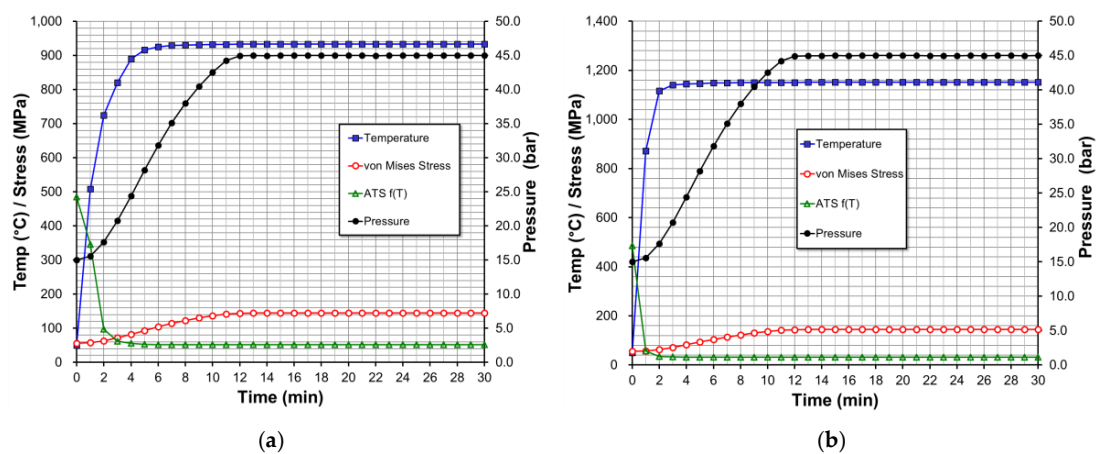 1,000
900
800
700
600
500
400
300
200
100
0
Temp (°C) / Stress (MPa)
50.0
45.0
40.0
35.0
30.0
25.0
20.0
15.0
10.0
5.0
0.0
Pressure (bar)
Temperature
von Mises Stress
ATS f(T)
Pressure
0 2 4 6 8 10 12 14 16 18 20 22 24 26 28 30
Time (min)
(a)
1,400
1,200
1,000
800
600
400
200
0
Temp (°C) / Stress (MPa)
50.0
45.0
40.0
35.0
30.0
25.0
20.0
15.0
10.0
5.0
0.0
Pressure (bar)
Temperature
von Mises Stress
ATS f(T)
Pressure
0 2 4 6 8 10 12 14 16 18 20 22 24 26 28 30
Time (min)
(b)